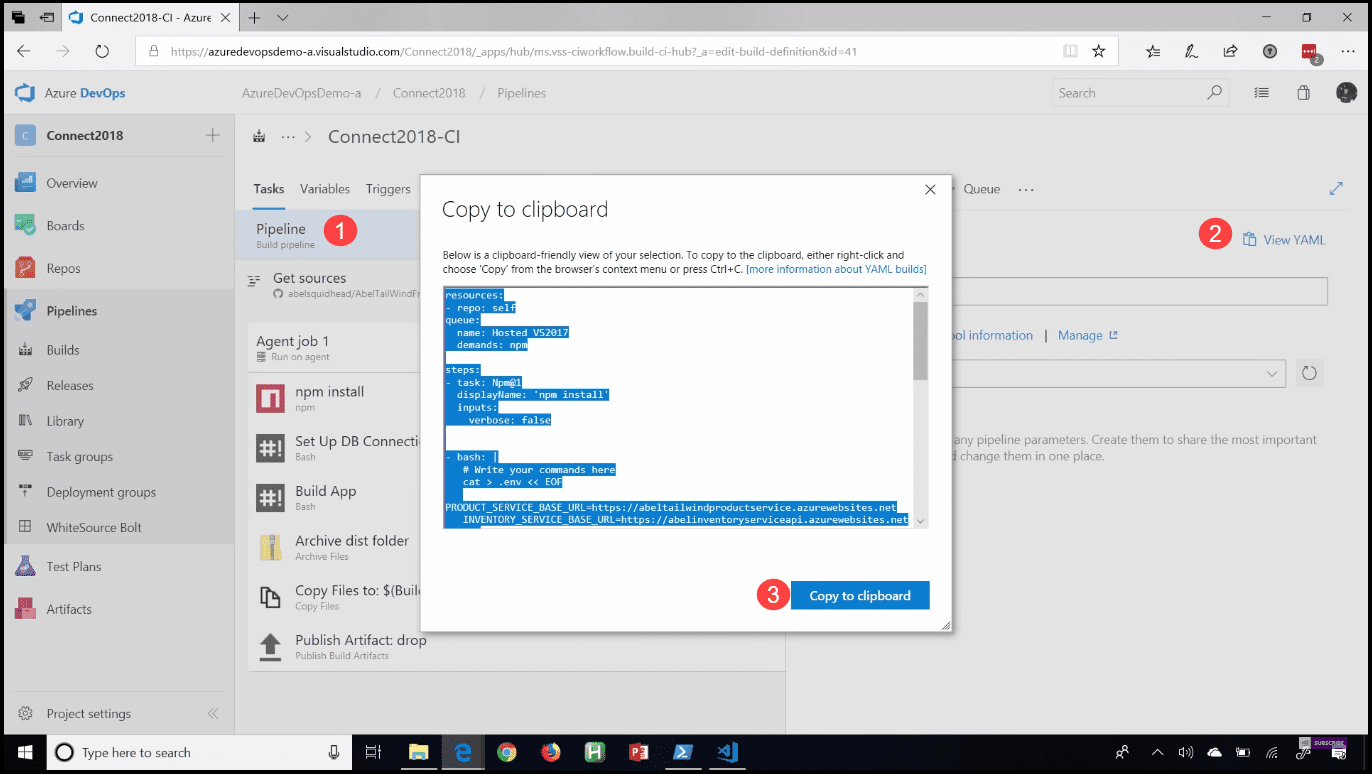 Connect2018-CI - Azure
https://azuredevopsdemo-a.visualstudio.com/Connect2018/_apps/hub/ms.vss-ciworkflow.build-ci-hub?_a=edit-build-definition&id=41
2
Azure DevOps
AzureDevOpsDemo-a / Connect2018 / Pipelines
Search
C Connect2018
Overview
Boards
Repos
Pipelines
Builds
Releases
Library
Task groups
Deployment groups
WhiteSource Bolt
Test Plans
Artifacts
Project settings
Connect2018-CI
Tasks Variables Triggers
Queue
Pipeline
Build pipeline
1
2 View YAML
Get sources
abelsquidhead/AbelTailWindFr
Agent job 1
Run on agent
npm install
npm
Set Up DB Connecti
Bash
Build App
Bash
Archive dist folder
Archive Files
Copy Files to: $(Buil
Copy Files
Publish Artifact: drop
Publish Build Artifacts
ool information | Manage
any pipeline parameters. Create them to share the most important
d change them in one place.
Copy to clipboard
Below is a clipboard-friendly view of your selection. To copy to the clipboard, either right-click and
choose 'Copy' from the browser's context menu or press Ctrl+C. [more information about YAML builds]
resources:
- repo: self
queue:
name: Hosted VS2017
demands: npm
steps:
- task: Npm@1
displayName: 'npm install'
inputs:
verbose: false
- bash: |
# Write your commands here
cat > .env << EOF
PRODUCT_SERVICE_BASE_URL=https://abeltailwindproductservice.azurewebsites.net
INVENTORY_SERVICE_BASE_URL=https://abelinventoryserviceapi.azurewebsites.net
3 Copy to clipboard
Type here to search
SUBSCRIBE